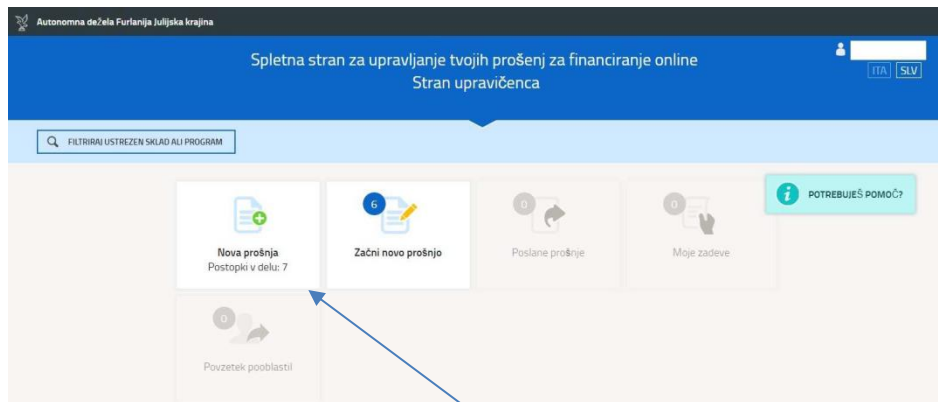 Autonomna dežela Furlanija Julijska krajina
Spletna stran za upravljanje tvojih prošenj za financiranje online
Stran upravičenca
ITA SLV
FILTRIRAJ USTREZEN SKLAD ALI PROGRAM
POTREBUJEŠ POMOČ?
6
0
0
Nova prošnja
Začni novo prošnjo
Poslane prošnje
Moje zadeve
Postopki v delu: 7
0
Povzetek pooblastil